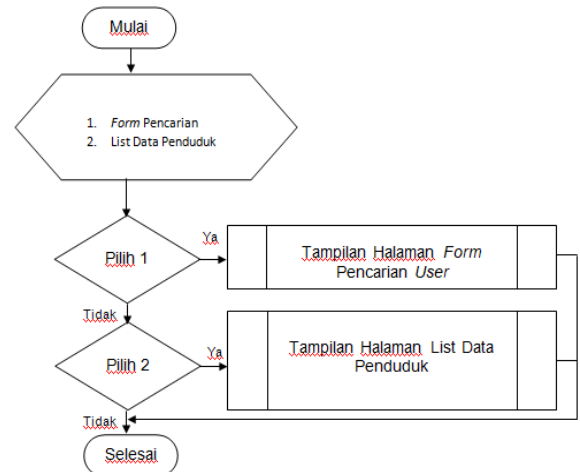 Mulai
1. Form Pencarian
2. List Data Penduduk
Pilih 1
Ya
Tampilan Halaman Form
Pencarian User
Tidak
Pilih 2
Ya
Tampilan Halaman List Data
Penduduk
Tidak
Selesai